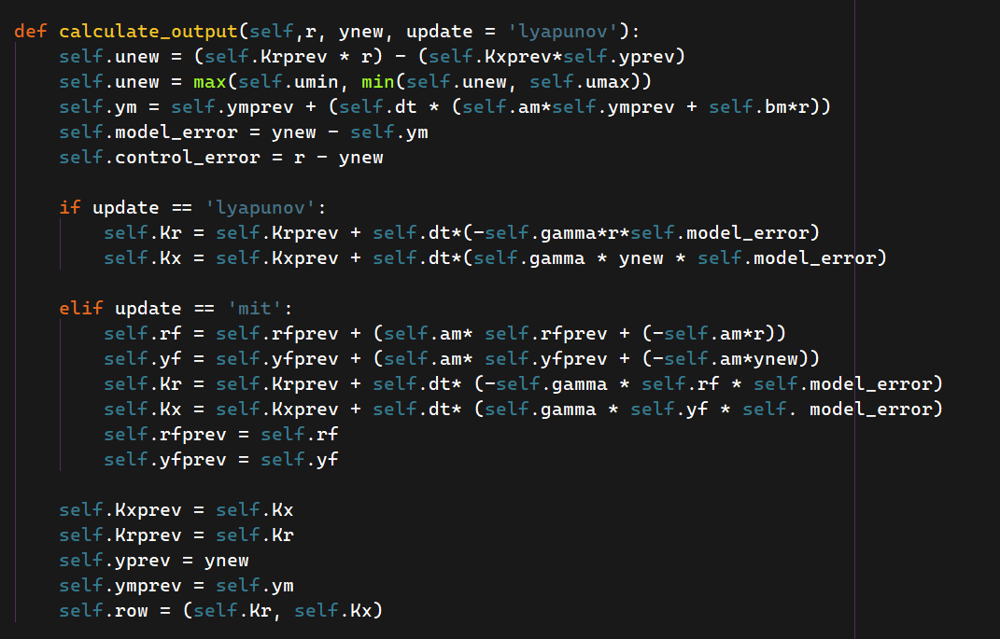 def calculate_output(self,r, ynew, update = 'lyapunov'):
    self.unew = (self.Krprev * r) - (self.Kxprev*self.yprev)
    self.unew = max(self.umin, min(self.unew, self.umax))
    self.ym = self.ymprev + (self.dt * (self.am*self.ymprev + self.bm*r))
    self.model_error = ynew - self.ym
    self.control_error = r - ynew
    if update == 'lyapunov':
        self.Kr = self.Krprev + self.dt*(-self.gamma*r*self.model_error)
        self.Kx = self.Kxprev + self.dt*(self.gamma * ynew * self.model_error)
    elif update == 'mit':
        self.rf = self.rfprev + (self.am* self.rfprev + (-self.am*r))
        self.yf = self.yfprev + (self.am* self.yfprev + (-self.am*ynew))
        self.Kr = self.Krprev + self.dt* (-self.gamma * self.rf * self.model_error)
        self.Kx = self.Kxprev + self.dt* (self.gamma * self.yf * self. model_error)
        self.rfprev = self.rf
        self.yfprev = self.yf
    self.Kxprev = self.Kx
    self.Krprev = self.Kr
    self.yprev = ynew
    self.ymprev = self.ym
    self.row = (self.Kr, self.Kx)